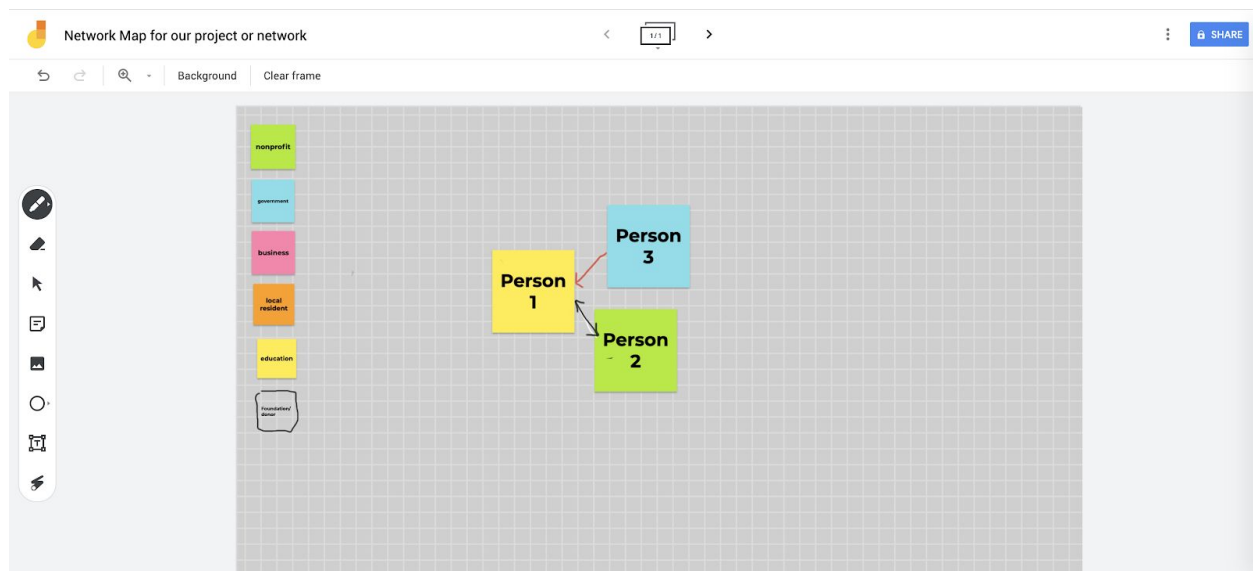 Network Map for our project or network
1/1
SHARE
Background
Clear frame
nonprofit
government
business
local
resident
education
Foundation/
donor
Person
3
Person
1
Person
2